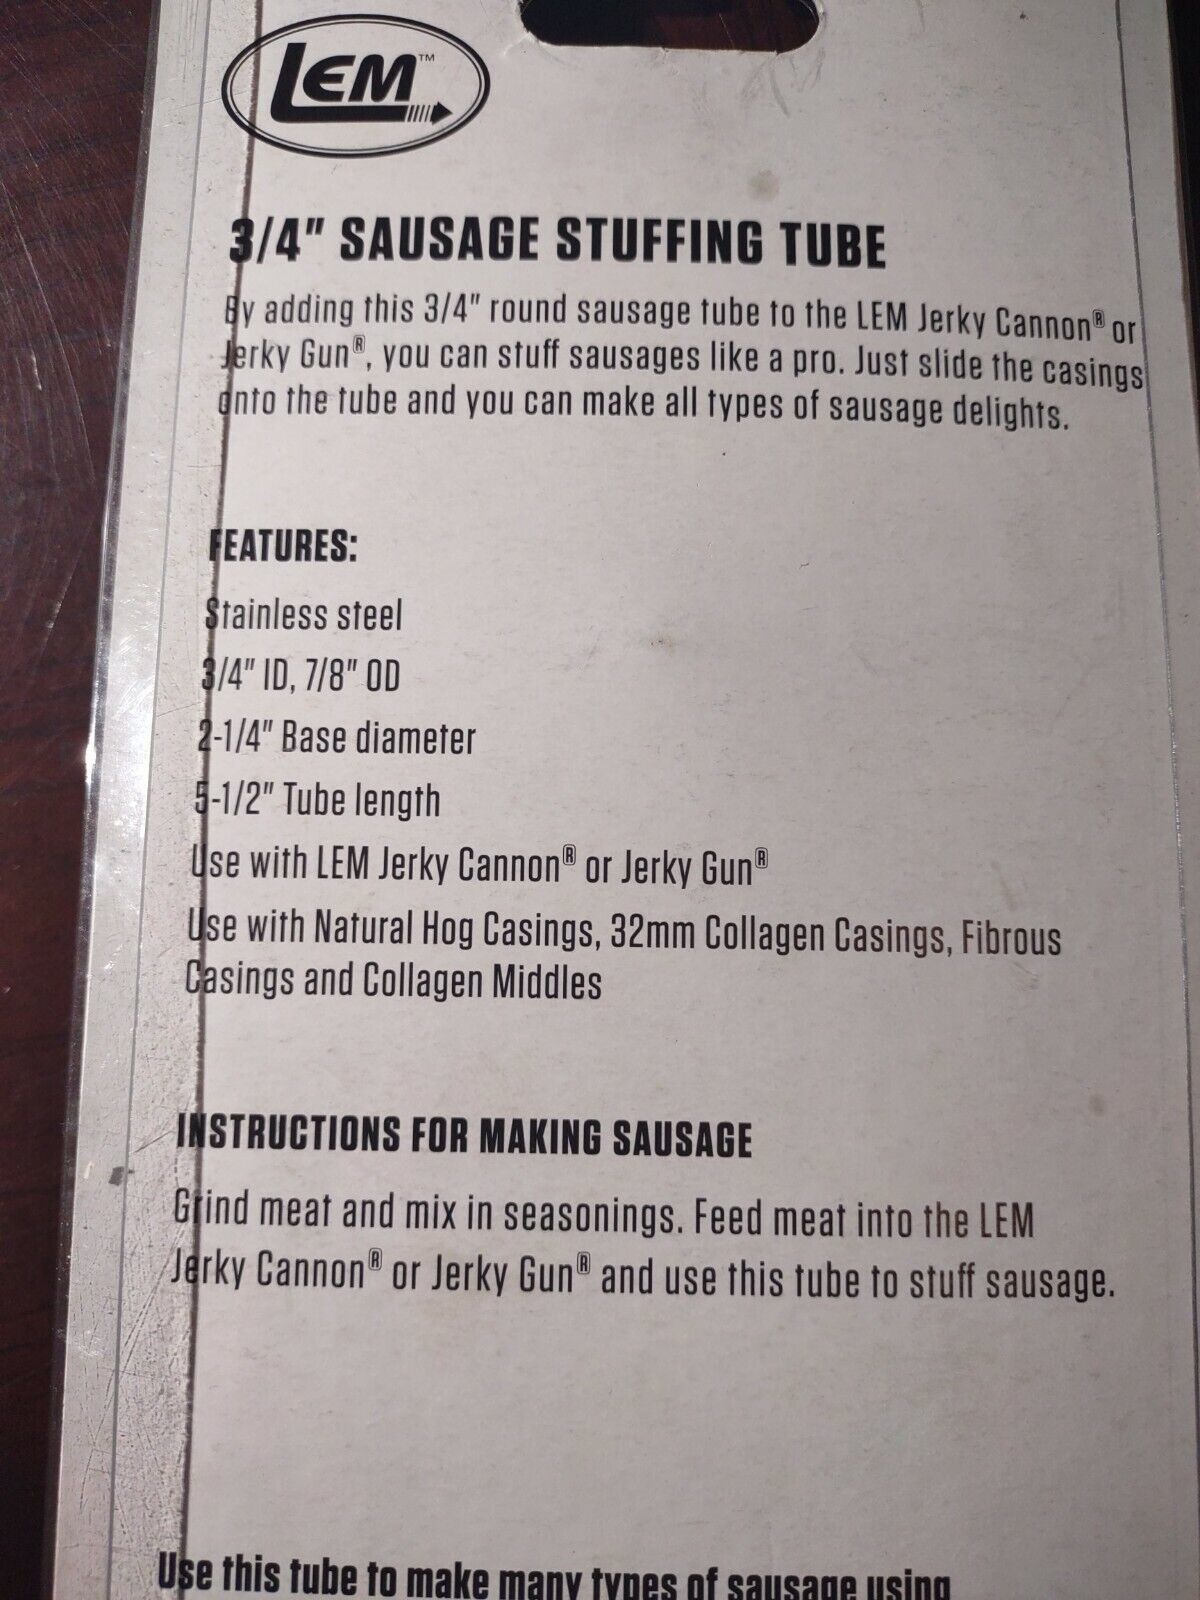 LEM™
3/4" SAUSAGE STUFFING TUBE
By adding this 3/4" round sausage tube to the LEM Jerky Cannon® or
Jerky Gun®, you can stuff sausages like a pro. Just slide the casings
onto the tube and you can make all types of sausage delights.
FEATURES:
Stainless steel
3/4" ID, 7/8" OD
2-1/4" Base diameter
5-1/2" Tube length
Use with LEM Jerky Cannon® or Jerky Gun®
Use with Natural Hog Casings, 32mm Collagen Casings, Fibrous
Casings and Collagen Middles
INSTRUCTIONS FOR MAKING SAUSAGE
Grind meat and mix in seasonings. Feed meat into the LEM
Jerky Cannon® or Jerky Gun® and use this tube to stuff sausage.
Use this tube to make many types of sausage using